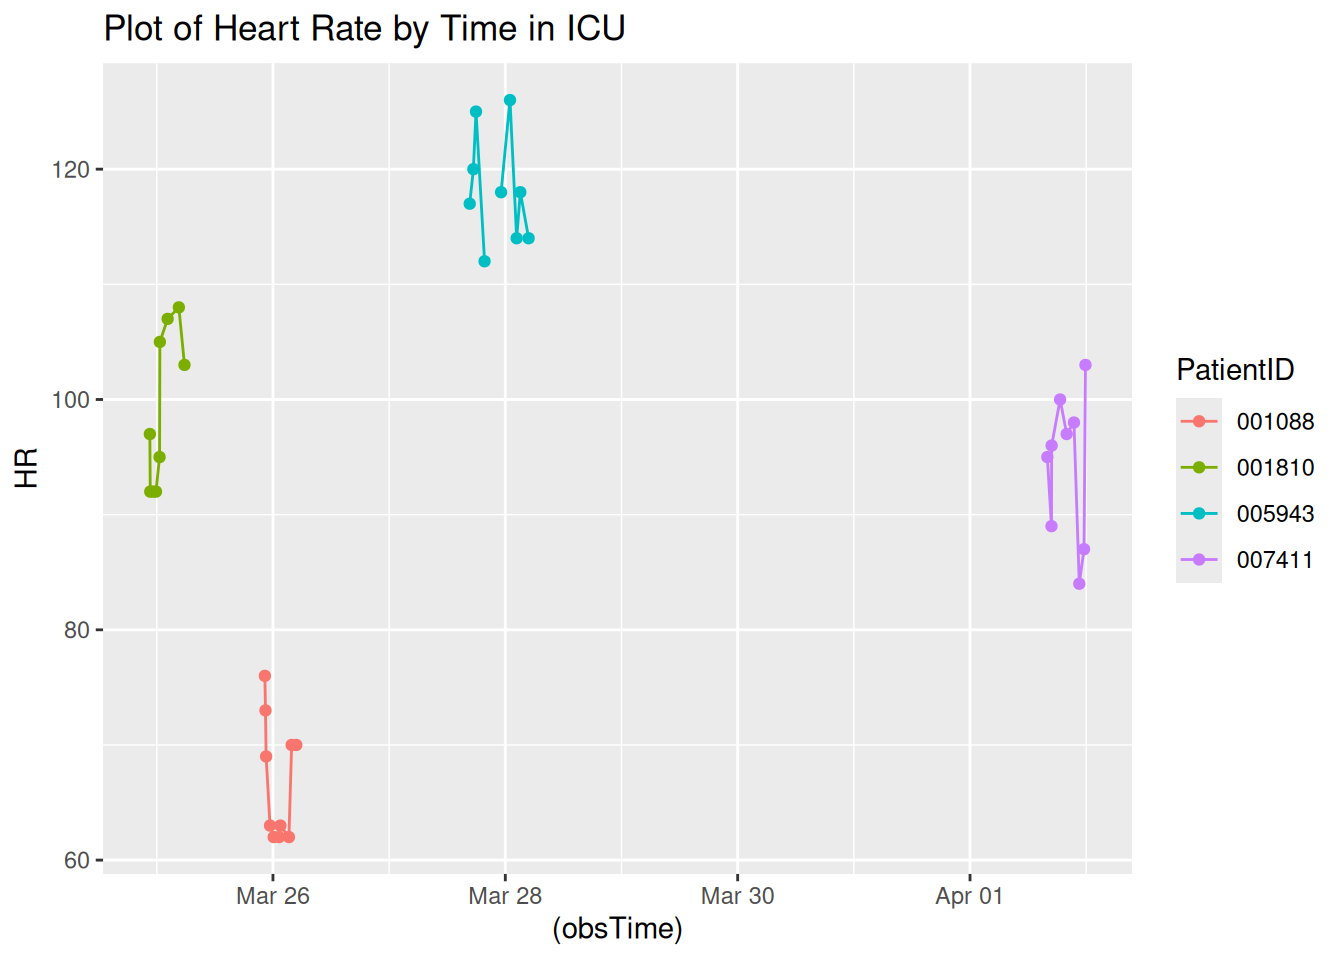 Plot of Heart Rate by Time in ICU
120
100
80
60
HR
Mar 26
Mar 28
Mar 30
Apr 01
(obsTime)
PatientID
001088
001810
005943
007411